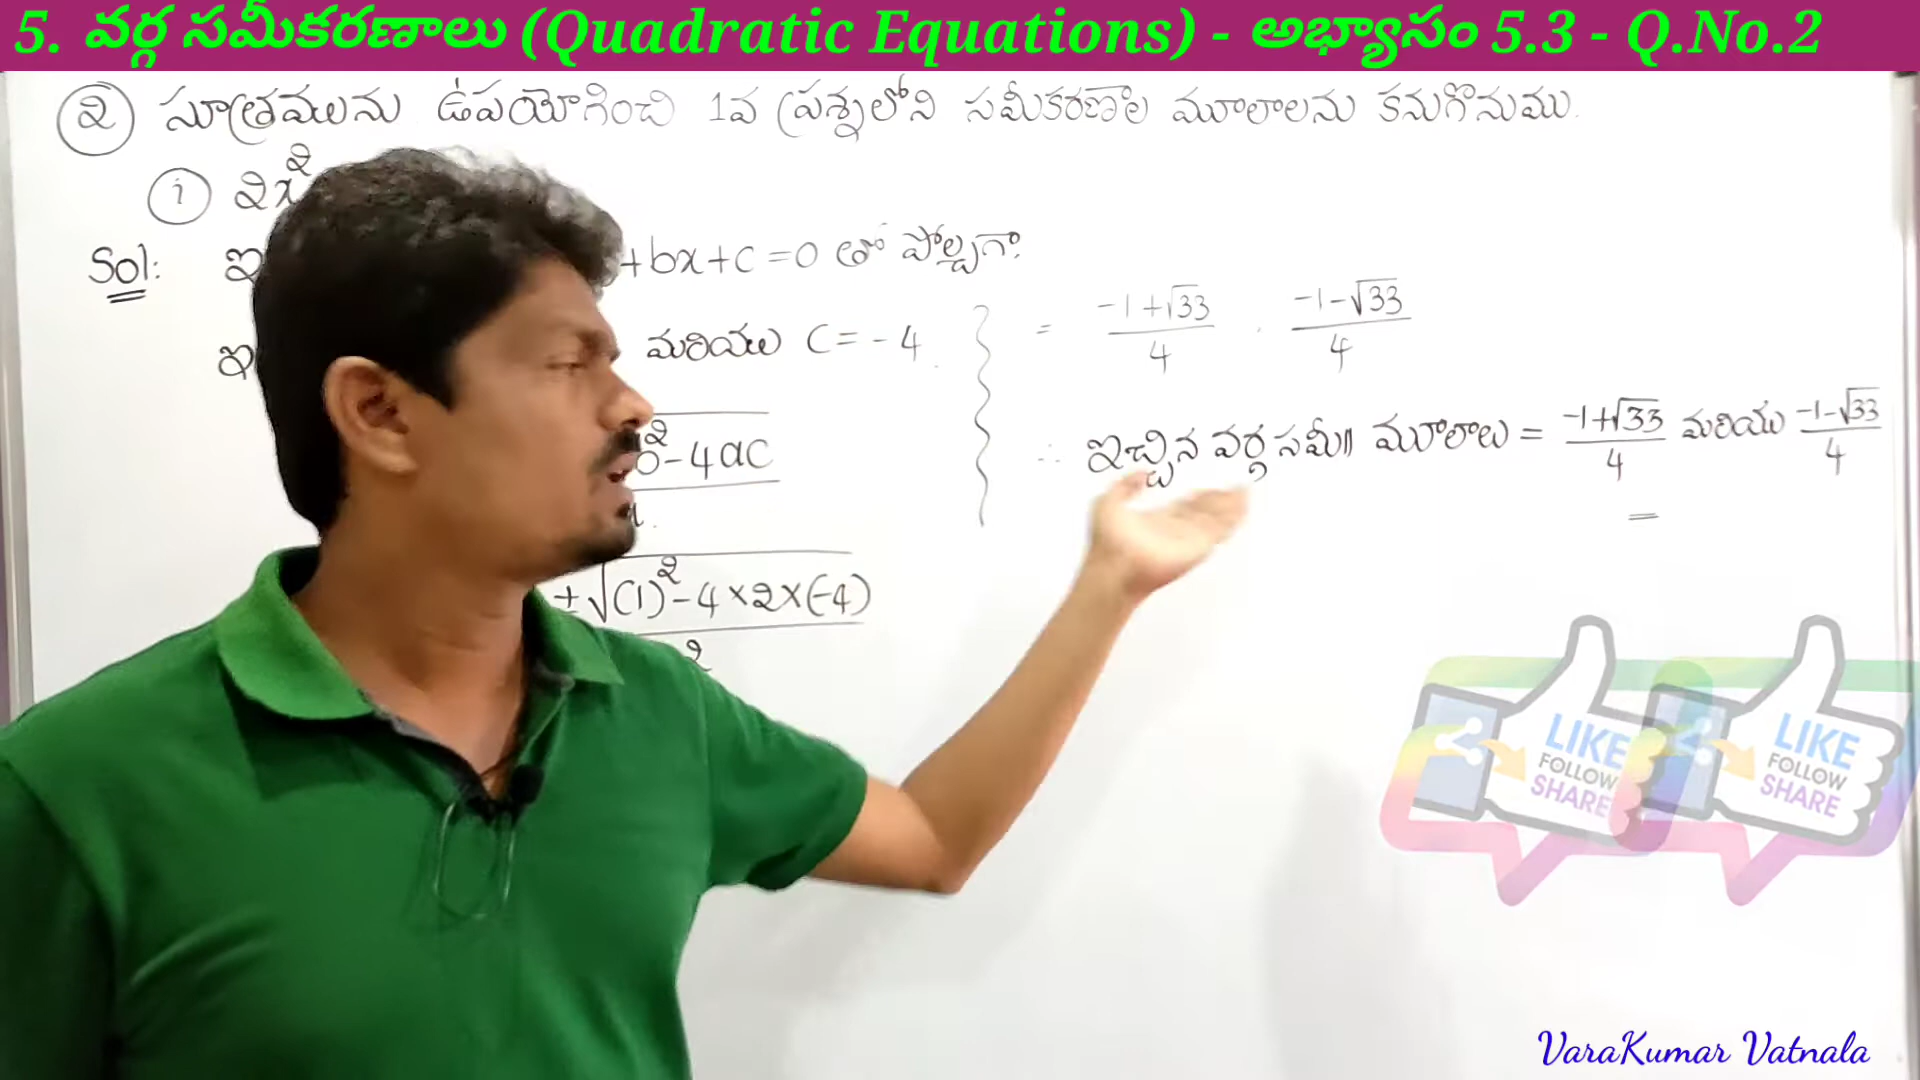 5. వర్గ సమీకరణాలు (Quadratic Equations) - అభ్యాసం 5.3 - Q.No.2
② సూత్రమును ఉపయోగించి 1వ ప్రశ్నలోని సమీకరణాల మూలాలను కనుగొనుము.
ⓘ 2x²
Sol: +bx+c=0 తో పోల్చగా.
మరియు c=-4
b²-4ac
± √(1)²-4×2×(-4)
2
= -1+√33/4 , -1-√33/4
∴ ఇచ్చిన వర్గ సమీ॥ మూలాలు = -1+√33/4 మరియు -1-√33/4
LIKE FOLLOW SHARE
LIKE FOLLOW SHARE
VaraKumar Vatnala